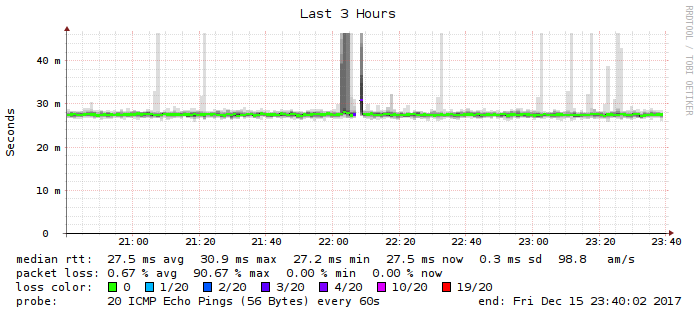 Last 3 Hours
RRDTOOL / TOBI OETIKER
Seconds
40 m
30 m
20 m
10 m
0
21:00 21:20 21:40 22:00 22:20 22:40 23:00 23:20 23:40
median rtt: 27.5 ms avg 30.9 ms max 27.2 ms min 27.5 ms now 0.3 ms sd 98.8 am/s
packet loss: 0.67 % avg 90.67 % max 0.00 % min 0.00 % now
loss color: 0 1/20 2/20 3/20 4/20 10/20 19/20
probe: 20 ICMP Echo Pings (56 Bytes) every 60s end: Fri Dec 15 23:40:02 2017